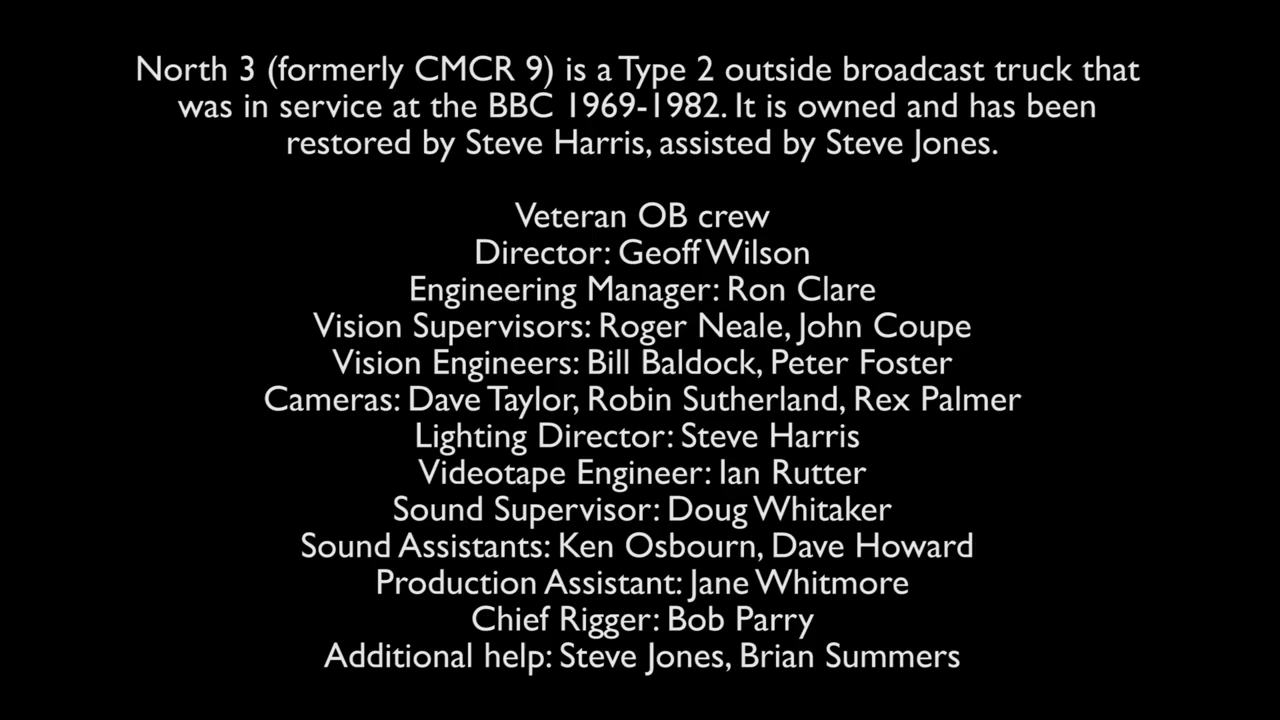 North 3 (formerly CMCR 9) is a Type 2 outside broadcast truck that
was in service at the BBC 1969-1982. It is owned and has been
restored by Steve Harris, assisted by Steve Jones.
Veteran OB crew
Director: Geoff Wilson
Engineering Manager: Ron Clare
Vision Supervisors: Roger Neale, John Coupe
Vision Engineers: Bill Baldock, Peter Foster
Cameras: Dave Taylor, Robin Sutherland, Rex Palmer
Lighting Director: Steve Harris
Videotape Engineer: Ian Rutter
Sound Supervisor: Doug Whitaker
Sound Assistants: Ken Osbourn, Dave Howard
Production Assistant: Jane Whitmore
Chief Rigger: Bob Parry
Additional help: Steve Jones, Brian Summers